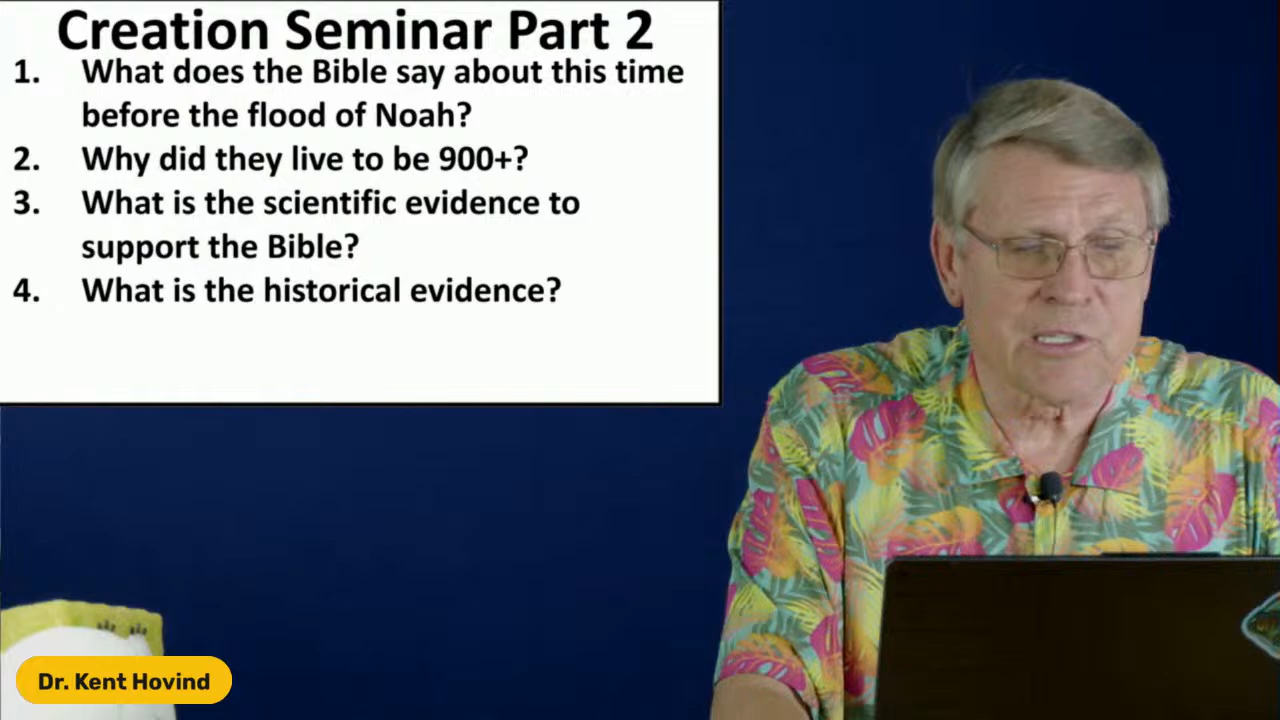 Creation Seminar Part 2
1. What does the Bible say about this time
before the flood of Noah?
2. Why did they live to be 900+?
3. What is the scientific evidence to
support the Bible?
4. What is the historical evidence?
Dr. Kent Hovind